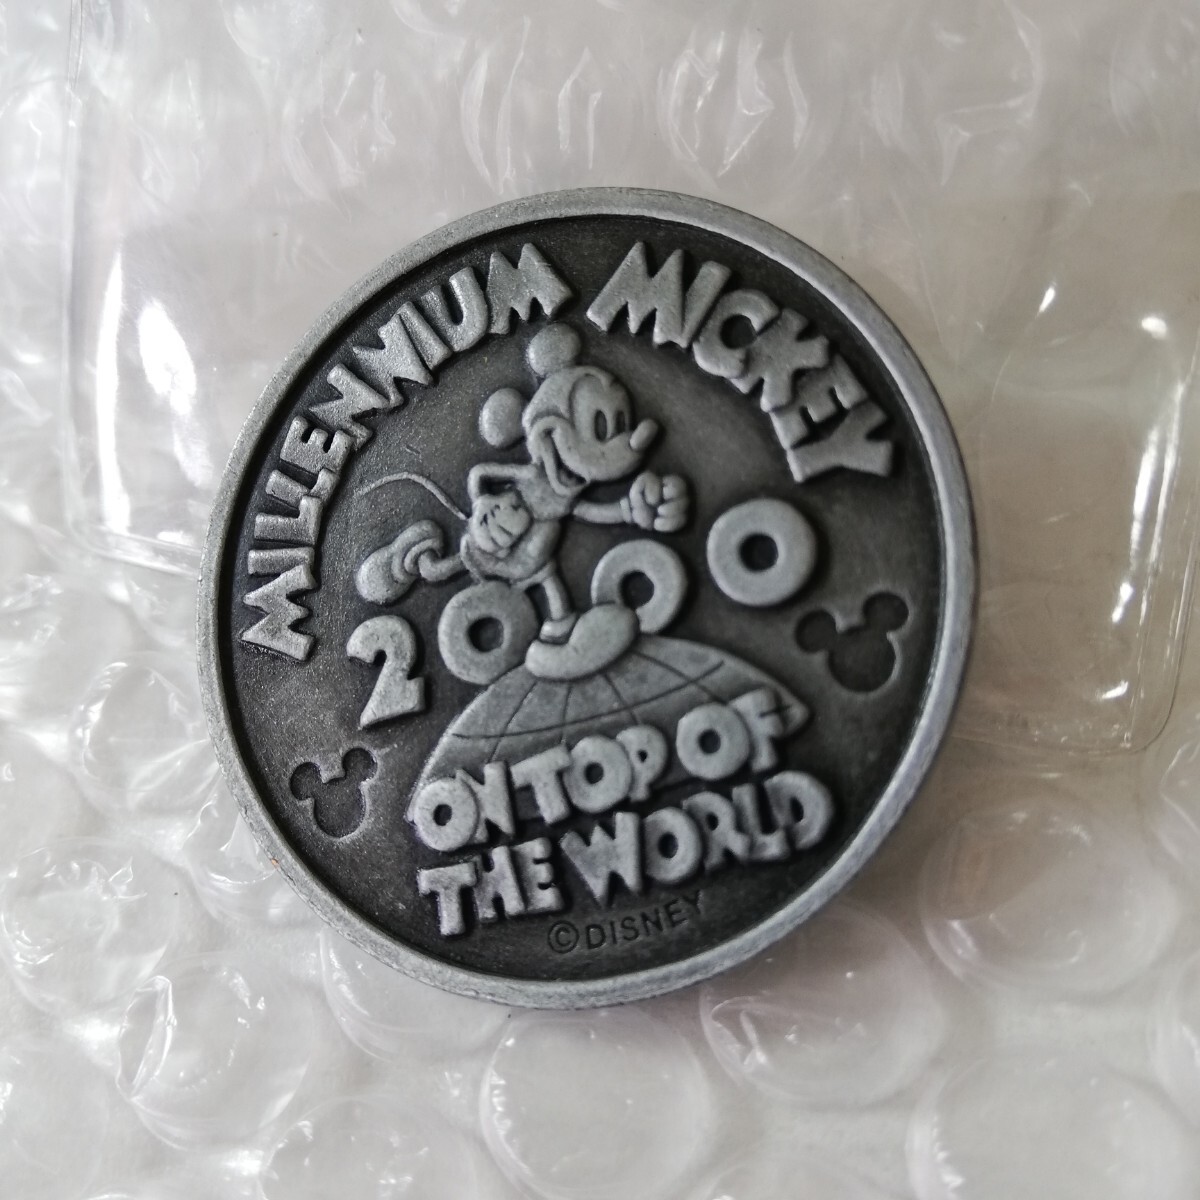 MILLENNIUM MICKEY
2000
ON TOP OF
THE WORLD
©DISNEY